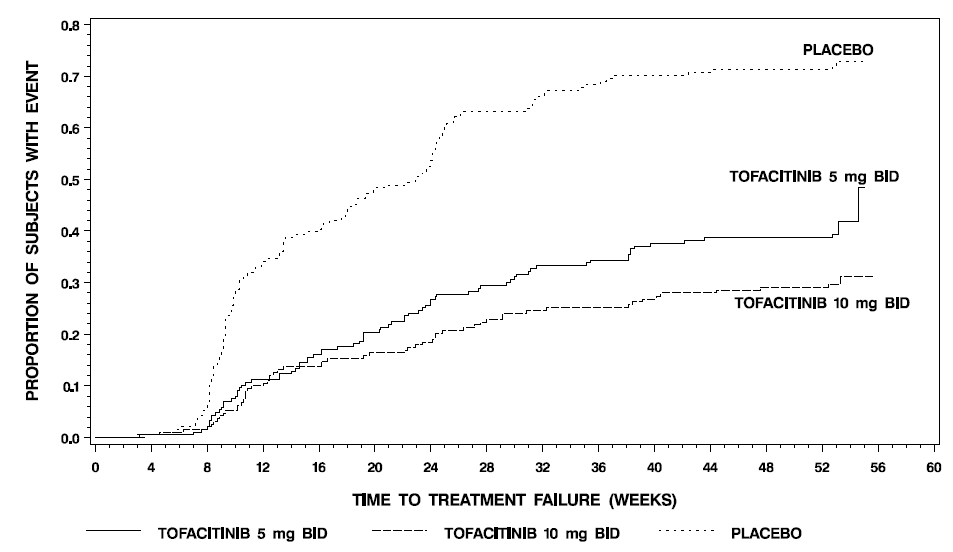 PROPORTION OF SUBJECTS WITH EVENT
0.8
0.7
0.6
0.5
0.4
0.3
0.2
0.1
0.0
PLACEBO
TOFACITINIB 5 mg BID
TOFACITINIB 10 mg BID
0 4 8 12 16 20 24 28 32 36 40 44 48 52 56 60
TIME TO TREATMENT FAILURE (WEEKS)
TOFACITINIB 5 mg BID TOFACITINIB 10 mg BID PLACEBO